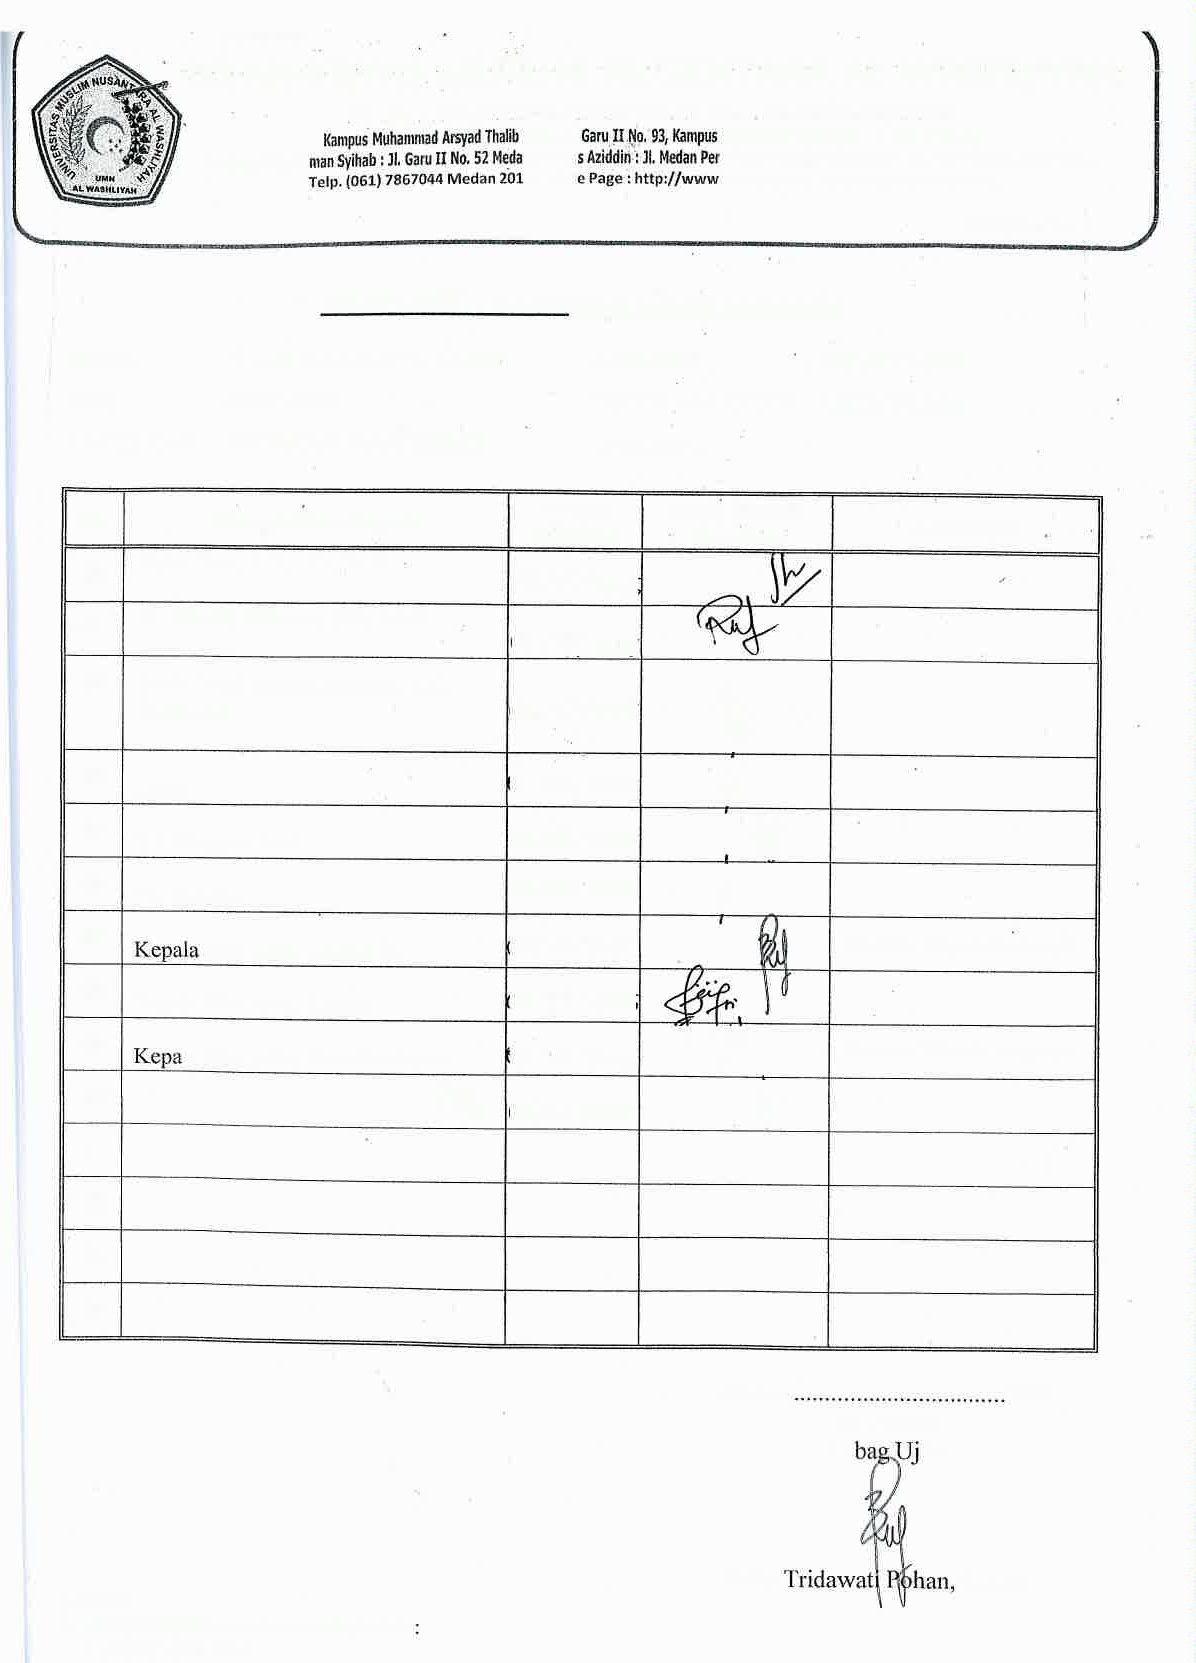 UNIVERSITAS MUSLIM NUSANTARA AL WASHLIYAH
UMN
AL WASHLIYAH
Kampus Muhammad Arsyad Thalib Garu II No. 93, Kampus
man Syihab : Jl. Garu II No. 52 Meda s Aziddin : Jl. Medan Per
Telp. (061) 7867044 Medan 201 e Page : http://www
Kepala
Kepa
bag Uj
Tridawati Pohan,
: